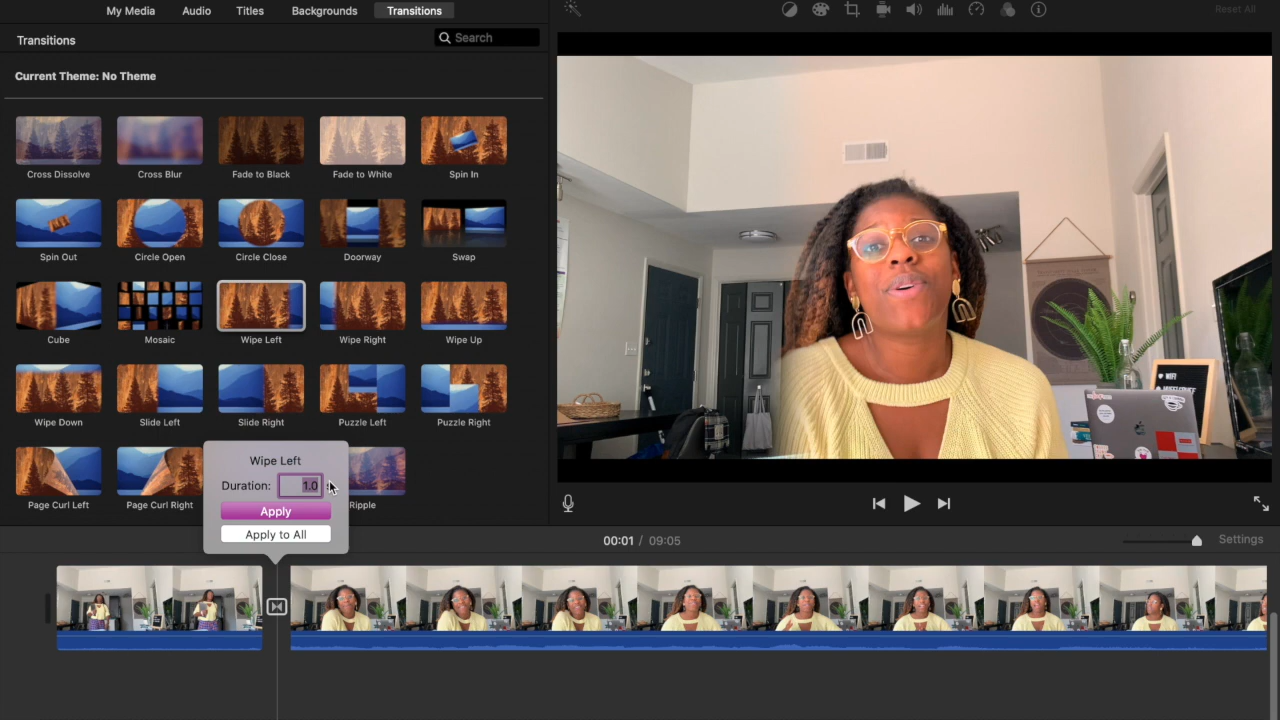 My Media Audio Titles Backgrounds Transitions
Reset All
Transitions
Search
Current Theme: No Theme
Cross Dissolve Cross Blur Fade to Black Fade to White Spin In
Spin Out Circle Open Circle Close Doorway Swap
Cube Mosaic Wipe Left Wipe Right Wipe Up
Wipe Down Slide Left Slide Right Puzzle Left Puzzle Right
Page Curl Left Page Curl Right Ripple
Wipe Left
Duration: 1.0
Apply
Apply to All
WIFI
00:01 / 09:05
Settings